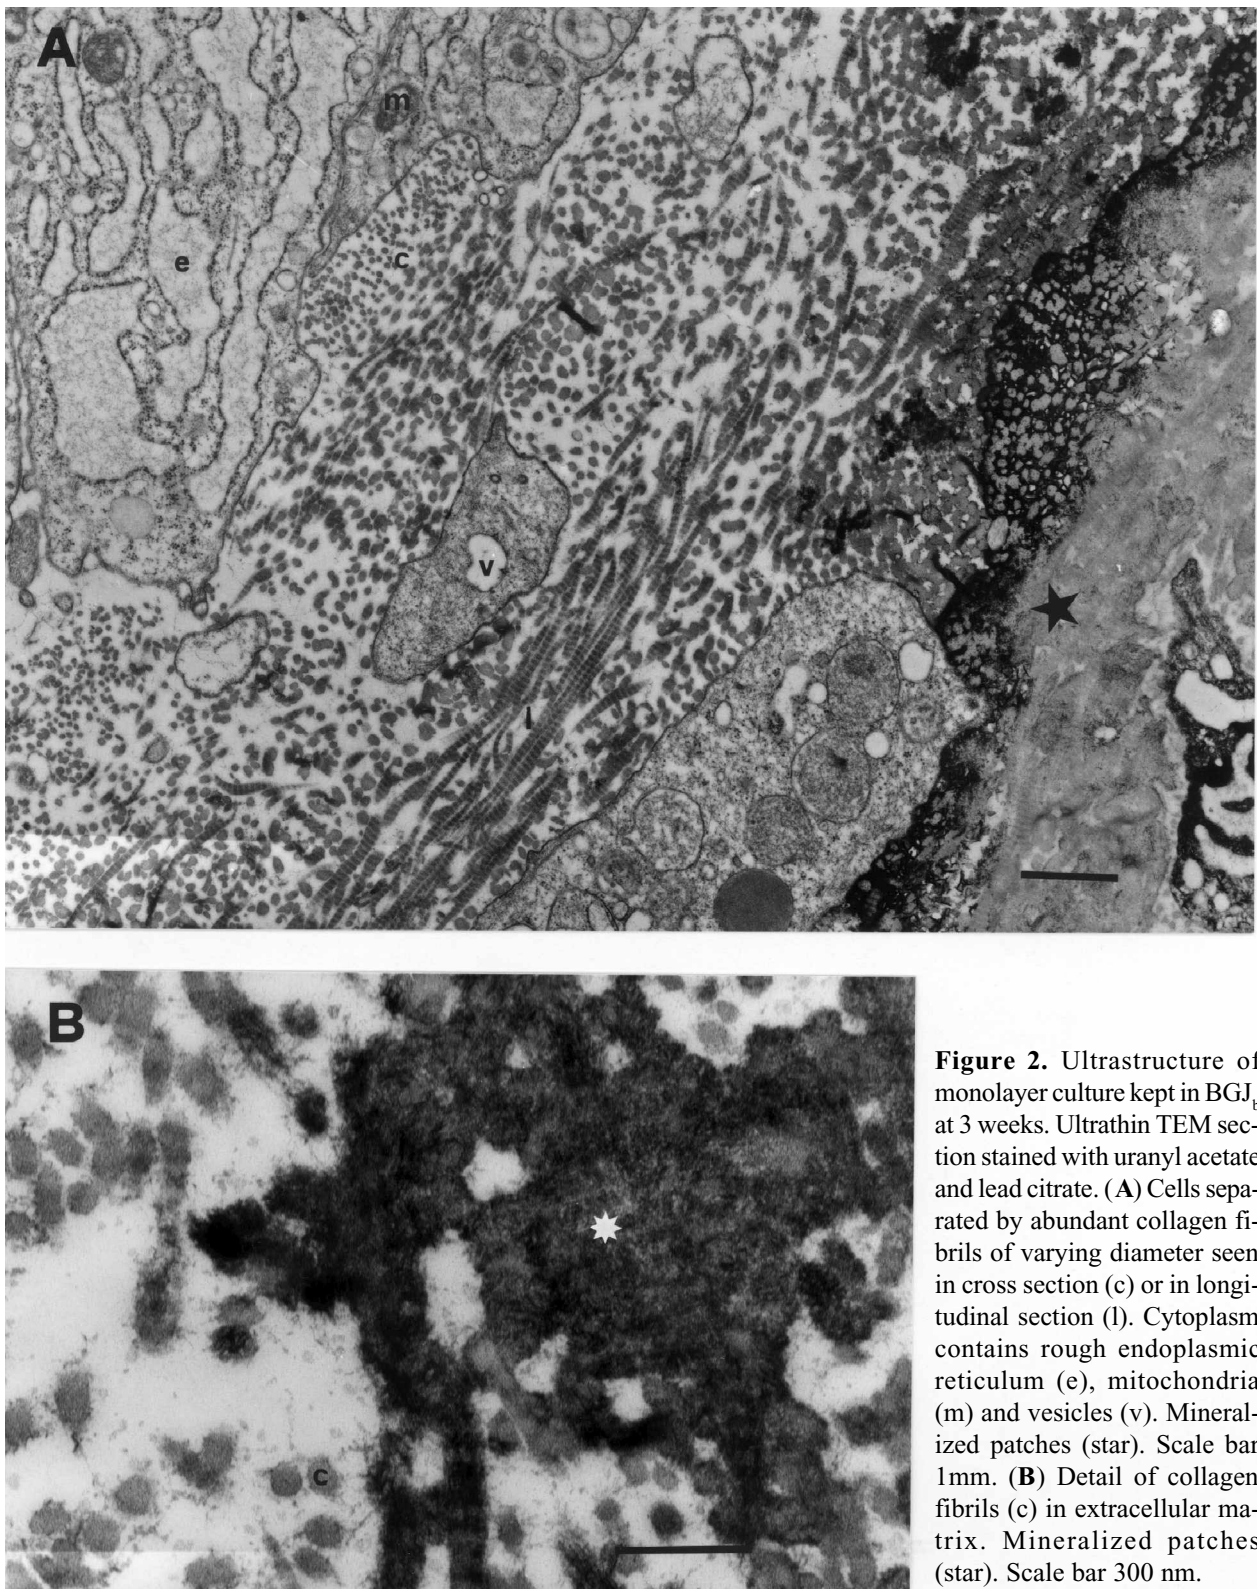 A
m
e
c
v
l
B
c
Figure 2. Ultrastructure of
monolayer culture kept in BGJb
at 3 weeks. Ultrathin TEM sec-
tion stained with uranyl acetate
and lead citrate. (A) Cells sepa-
rated by abundant collagen fi-
brils of varying diameter seen
in cross section (c) or in longi-
tudinal section (l). Cytoplasm
contains rough endoplasmic
reticulum (e), mitochondria
(m) and vesicles (v). Mineral-
ized patches (star). Scale bar
1mm. (B) Detail of collagen
fibrils (c) in extracellular ma-
trix. Mineralized patches
(star). Scale bar 300 nm.